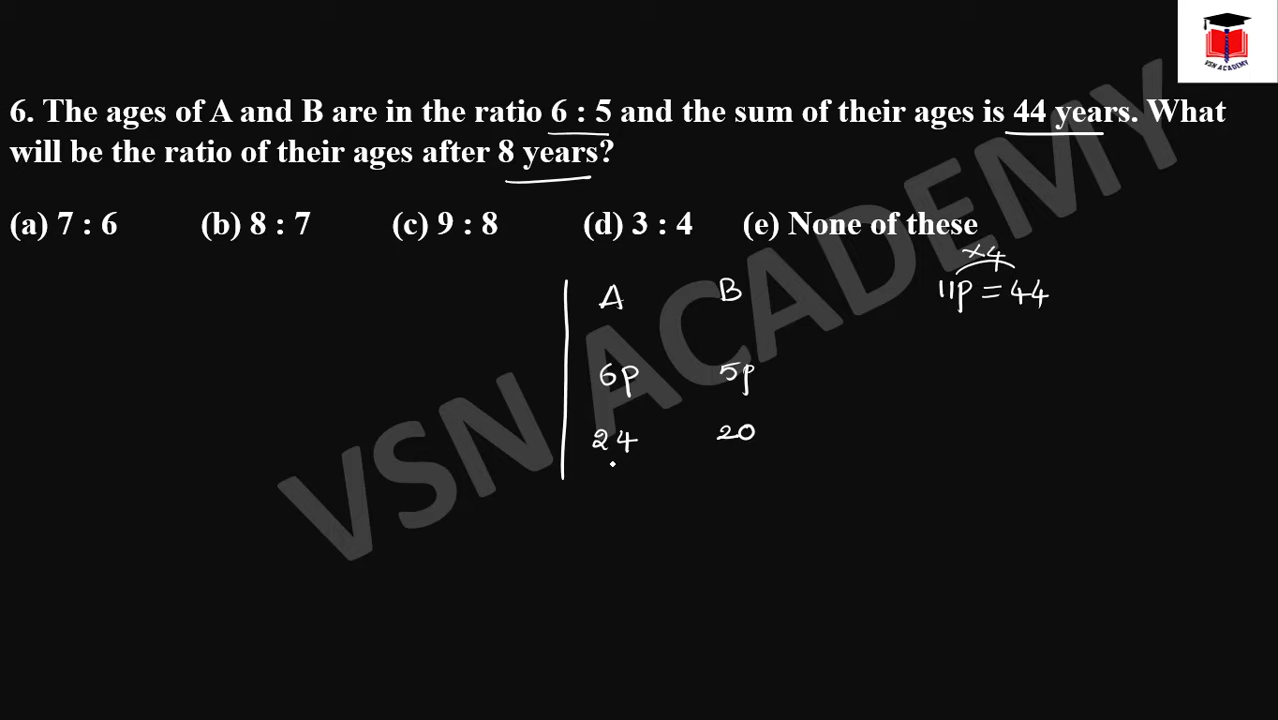 VSN ACADEMY
6. The ages of A and B are in the ratio 6 : 5 and the sum of their ages is 44 years. What
will be the ratio of their ages after 8 years?
(a) 7 : 6 (b) 8 : 7 (c) 9 : 8 (d) 3 : 4 (e) None of these
×4
A B 11p = 44
6p 5p
24 20
VSN ACADEMY